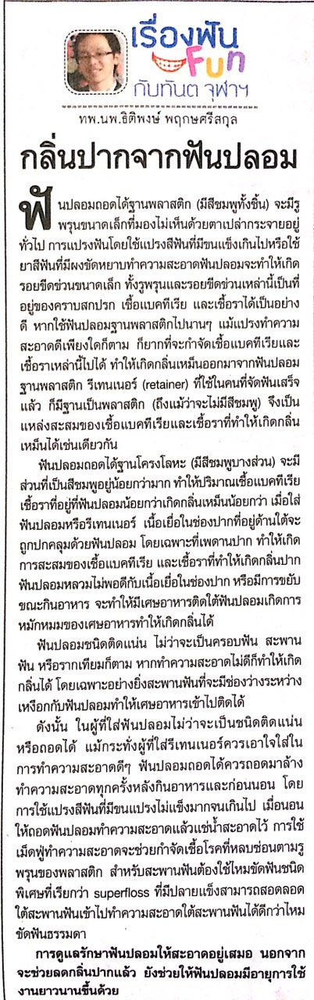 เรื่องฟัน
Fun
กับทันต จุฬาฯ
ทพ.นพ.ธิติพงษ์ พฤกษศรีสกุล
กลิ่นปากจากฟันปลอม
ฟันปลอมถอดได้ฐานพลาสติก (มีสีชมพูทั้งชิ้น) จะมีรู
พรุนขนาดเล็กที่มองไม่เห็นด้วยตาเปล่ากระจายอยู่
ทั่วไป การแปรงฟันโดยใช้แปรงสีฟันที่มีขนแข็งเกินไปหรือใช้
ยาสีฟันที่มีผงขัดหยาบทำความสะอาดฟันปลอมจะทำให้เกิด
รอยขีดข่วนขนาดเล็ก ทั้งรูพรุนและรอยขีดข่วนเหล่านี้เป็นที่
อยู่ของคราบสกปรก เชื้อแบคทีเรีย และเชื้อราได้เป็นอย่าง
ดี หากใช้ฟันปลอมฐานพลาสติกไปนานๆ แม้แปรงทำความ
สะอาดดีเพียงใดก็ตาม ก็ยากที่จะกำจัดเชื้อแบคทีเรียและ
เชื้อราเหล่านี้ไปได้ ทำให้เกิดกลิ่นเหม็นออกมาจากฟันปลอม
ฐานพลาสติก รีเทนเนอร์ (retainer) ที่ใช้ในคนที่จัดฟันเสร็จ
แล้ว ก็มีฐานเป็นพลาสติก (ถึงแม้ว่าจะไม่มีสีชมพู) จึงเป็น
แหล่งสะสมของเชื้อแบคทีเรียและเชื้อราที่ทำให้เกิดกลิ่น
เหม็นได้เช่นเดียวกัน
ฟันปลอมถอดได้ฐานโครงโลหะ (มีสีชมพูบางส่วน) จะมี
ส่วนที่เป็นสีชมพูอยู่น้อยกว่ามาก ทำให้ปริมาณเชื้อแบคทีเรีย
เชื้อราที่อยู่ที่ฟันปลอมน้อยกว่าเกิดกลิ่นเหม็นน้อยกว่า เมื่อใส่
ฟันปลอมหรือรีเทนเนอร์ เนื้อเยื่อในช่องปากที่อยู่ด้านใต้จะ
ถูกปกคลุมด้วยฟันปลอม โดยเฉพาะที่เพดานปาก ทำให้เกิด
การสะสมของเชื้อแบคทีเรีย และเชื้อราที่ทำให้เกิดกลิ่นปาก
ฟันปลอมหลวมไม่พอดีกับเนื้อเยื่อในช่องปาก หรือมีการขยับ
ขณะกินอาหาร จะทำให้มีเศษอาหารติดใต้ฟันปลอมเกิดการ
หมักหมมของเศษอาหารทำให้เกิดกลิ่นได้
ฟันปลอมชนิดติดแน่น ไม่ว่าจะเป็นครอบฟัน สะพาน
ฟัน หรือรากเทียมก็ตาม หากทำความสะอาดไม่ดีก็ทำให้เกิด
กลิ่นได้ โดยเฉพาะอย่างยิ่งสะพานฟันที่จะมีช่องว่างระหว่าง
เหงือกกับฟันปลอมทำให้เศษอาหารเข้าไปติดได้
ดังนั้น ในผู้ที่ใส่ฟันปลอมไม่ว่าจะเป็นชนิดติดแน่น
หรือถอดได้ แม้กระทั่งผู้ที่ใส่รีเทนเนอร์ควรเอาใจใส่ใน
การทำความสะอาดดีๆ ฟันปลอมถอดได้ควรถอดมาล้าง
ทำความสะอาดทุกครั้งหลังกินอาหารและก่อนนอน โดย
การใช้แปรงสีฟันที่มีขนแปรงไม่แข็งมากจนเกินไป เมื่อนอน
ให้ถอดฟันปลอมทำความสะอาดแล้วแช่น้ำสะอาดไว้ การใช้
เม็ดฟู่ทำความสะอาดจะช่วยกำจัดเชื้อโรคที่หลบซ่อนตามรู
พรุนของพลาสติก สำหรับสะพานฟันต้องใช้ไหมขัดฟันชนิด
พิเศษที่เรียกว่า superfloss ที่มีปลายแข็งสามารถสอดลอด
ใต้สะพานฟันเข้าไปทำความสะอาดใต้สะพานฟันได้ดีกว่าไหม
ขัดฟันธรรมดา
การดูแลรักษาฟันปลอมให้สะอาดอยู่เสมอ นอกจาก
จะช่วยลดกลิ่นปากแล้ว ยังช่วยให้ฟันปลอมมีอายุการใช้
งานยาวนานขึ้นด้วย